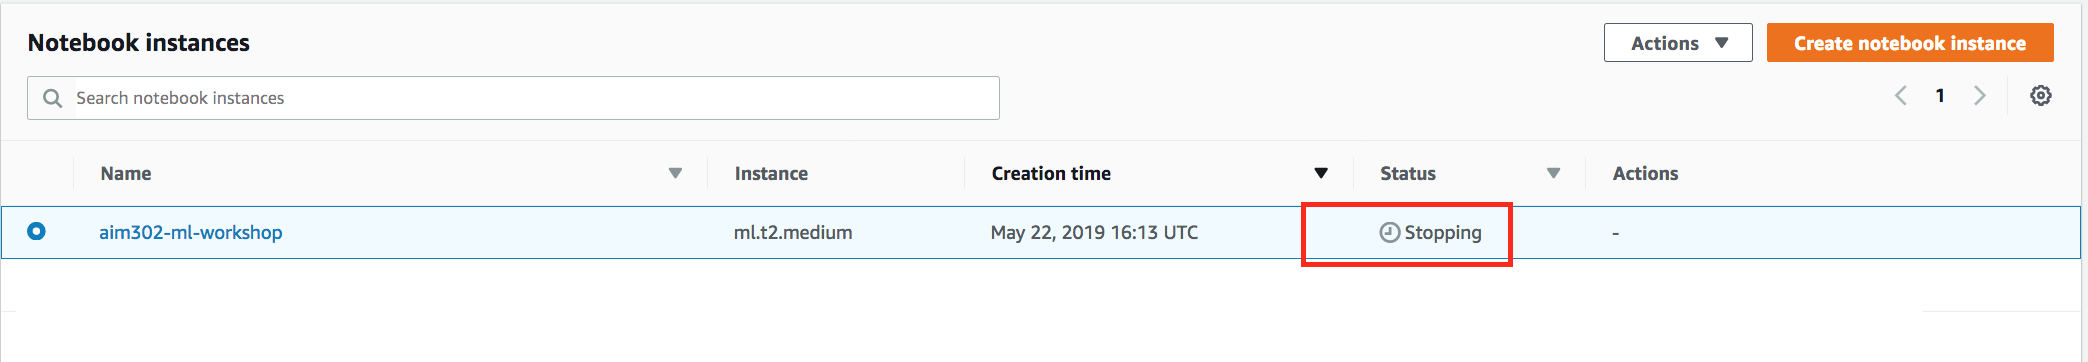 Notebook instances
Actions
Create notebook instance
Search notebook instances
1
Name Instance Creation time Status Actions
aim302-ml-workshop ml.t2.medium May 22, 2019 16:13 UTC Stopping -